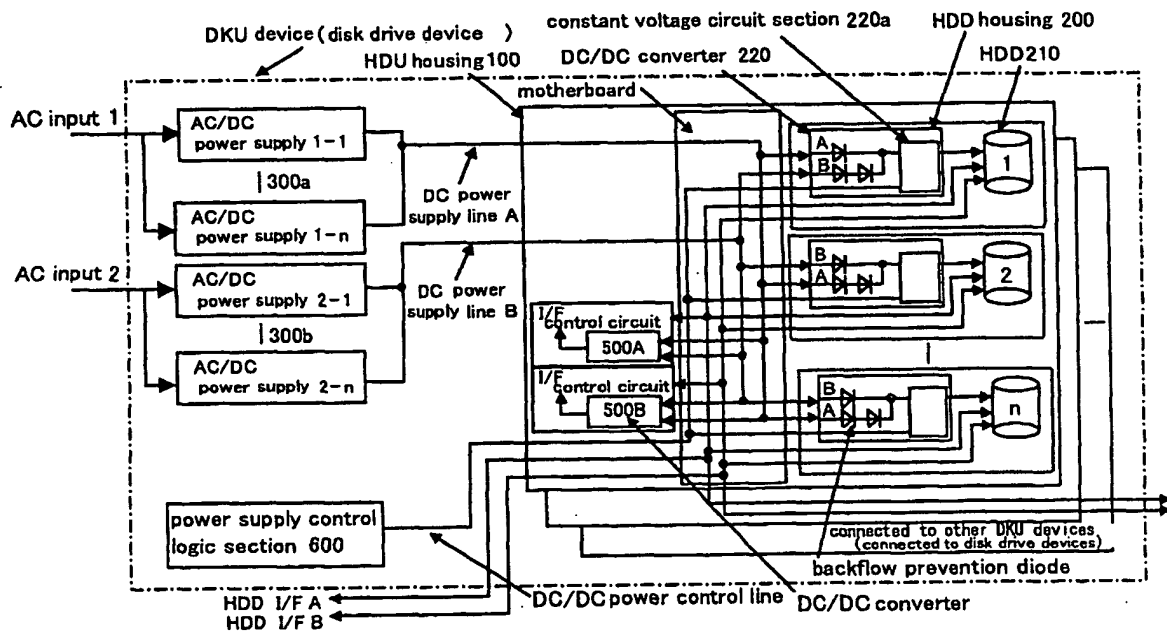 constant voltage circuit section 220a
HDD housing 200
DKU device (disk drive device )
DC/DC converter 220
HDD210
HDU housing100
motherboard
AC input 1
AC/DC
power supply 1-1
300a
AC/DC
power supply 1-n
DC power
supply line A
AC input 2
AC/DC
power supply 2-1
300b
AC/DC
power supply 2-n
DC power
supply line B
A
B
1
B
A
2
B
A
n
I/F
control circuit
500A
I/F
control circuit
500B
power supply control
logic section 600
connected to other DKU devices
(connected to disk drive devices)
backflow prevention diode
DC/DC power control line
DC/DC converter
HDD I/F A
HDD I/F B